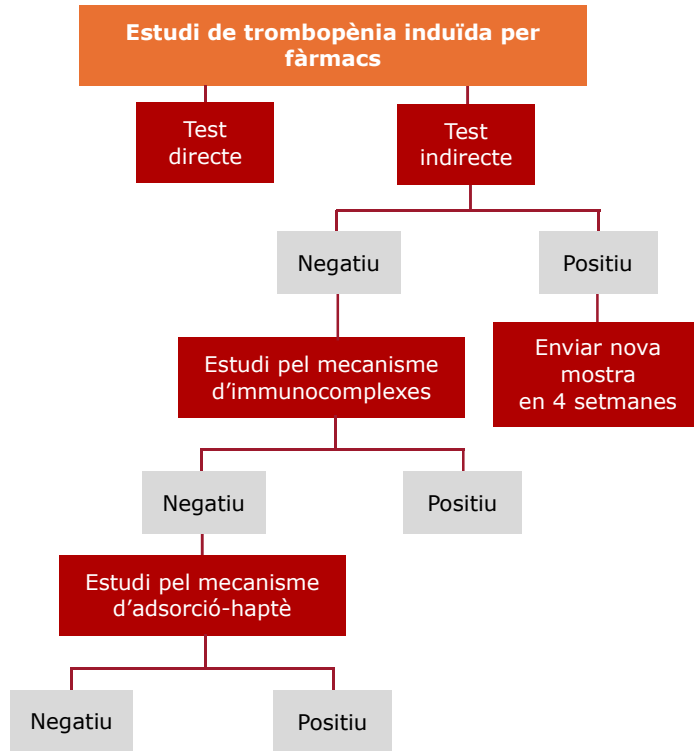 Estudi de trombopènia induïda per
fàrmacs
Test
directe
Test
indirecte
Negatiu
Positiu
Estudi pel mecanisme
d’immunocomplexes
Enviar nova
mostra
en 4 setmanes
Negatiu
Positiu
Estudi pel mecanisme
d’adsorció-haptè
Negatiu
Positiu